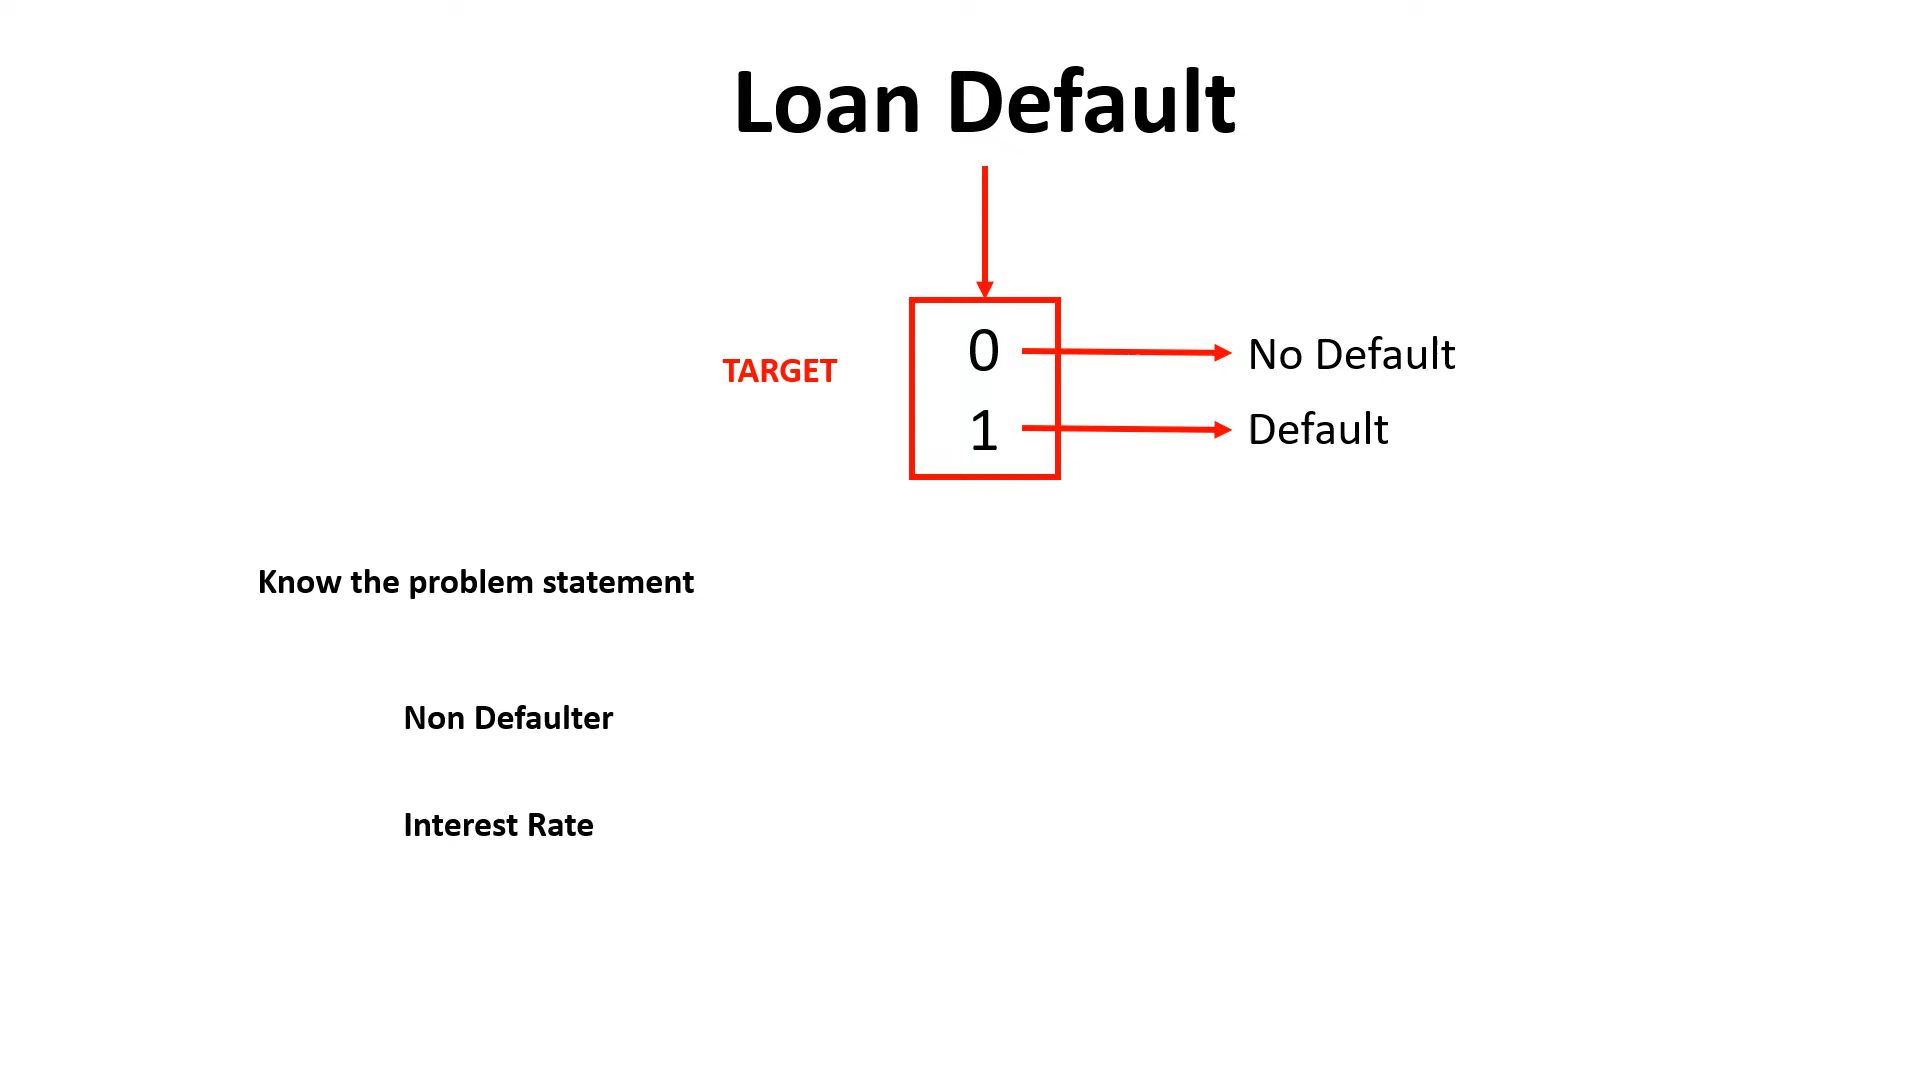 Loan Default
0
No Default
TARGET
1
Default
Know the problem statement
Non Defaulter
Interest Rate